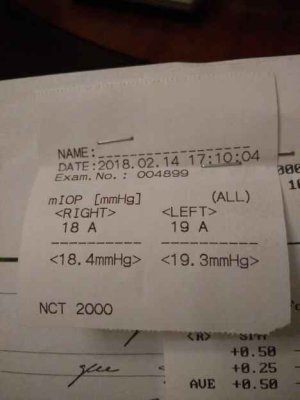 NAME:
DATE:2018.02.14 17:10:04
Exam.No.: 004899
mIOP [mmHg] (ALL)
<RIGHT> <LEFT>
18 A 19 A
<18.4mmHg> <19.3mmHg>
NCT 2000
<R>
+0.50
+0.25
AVE +0.50